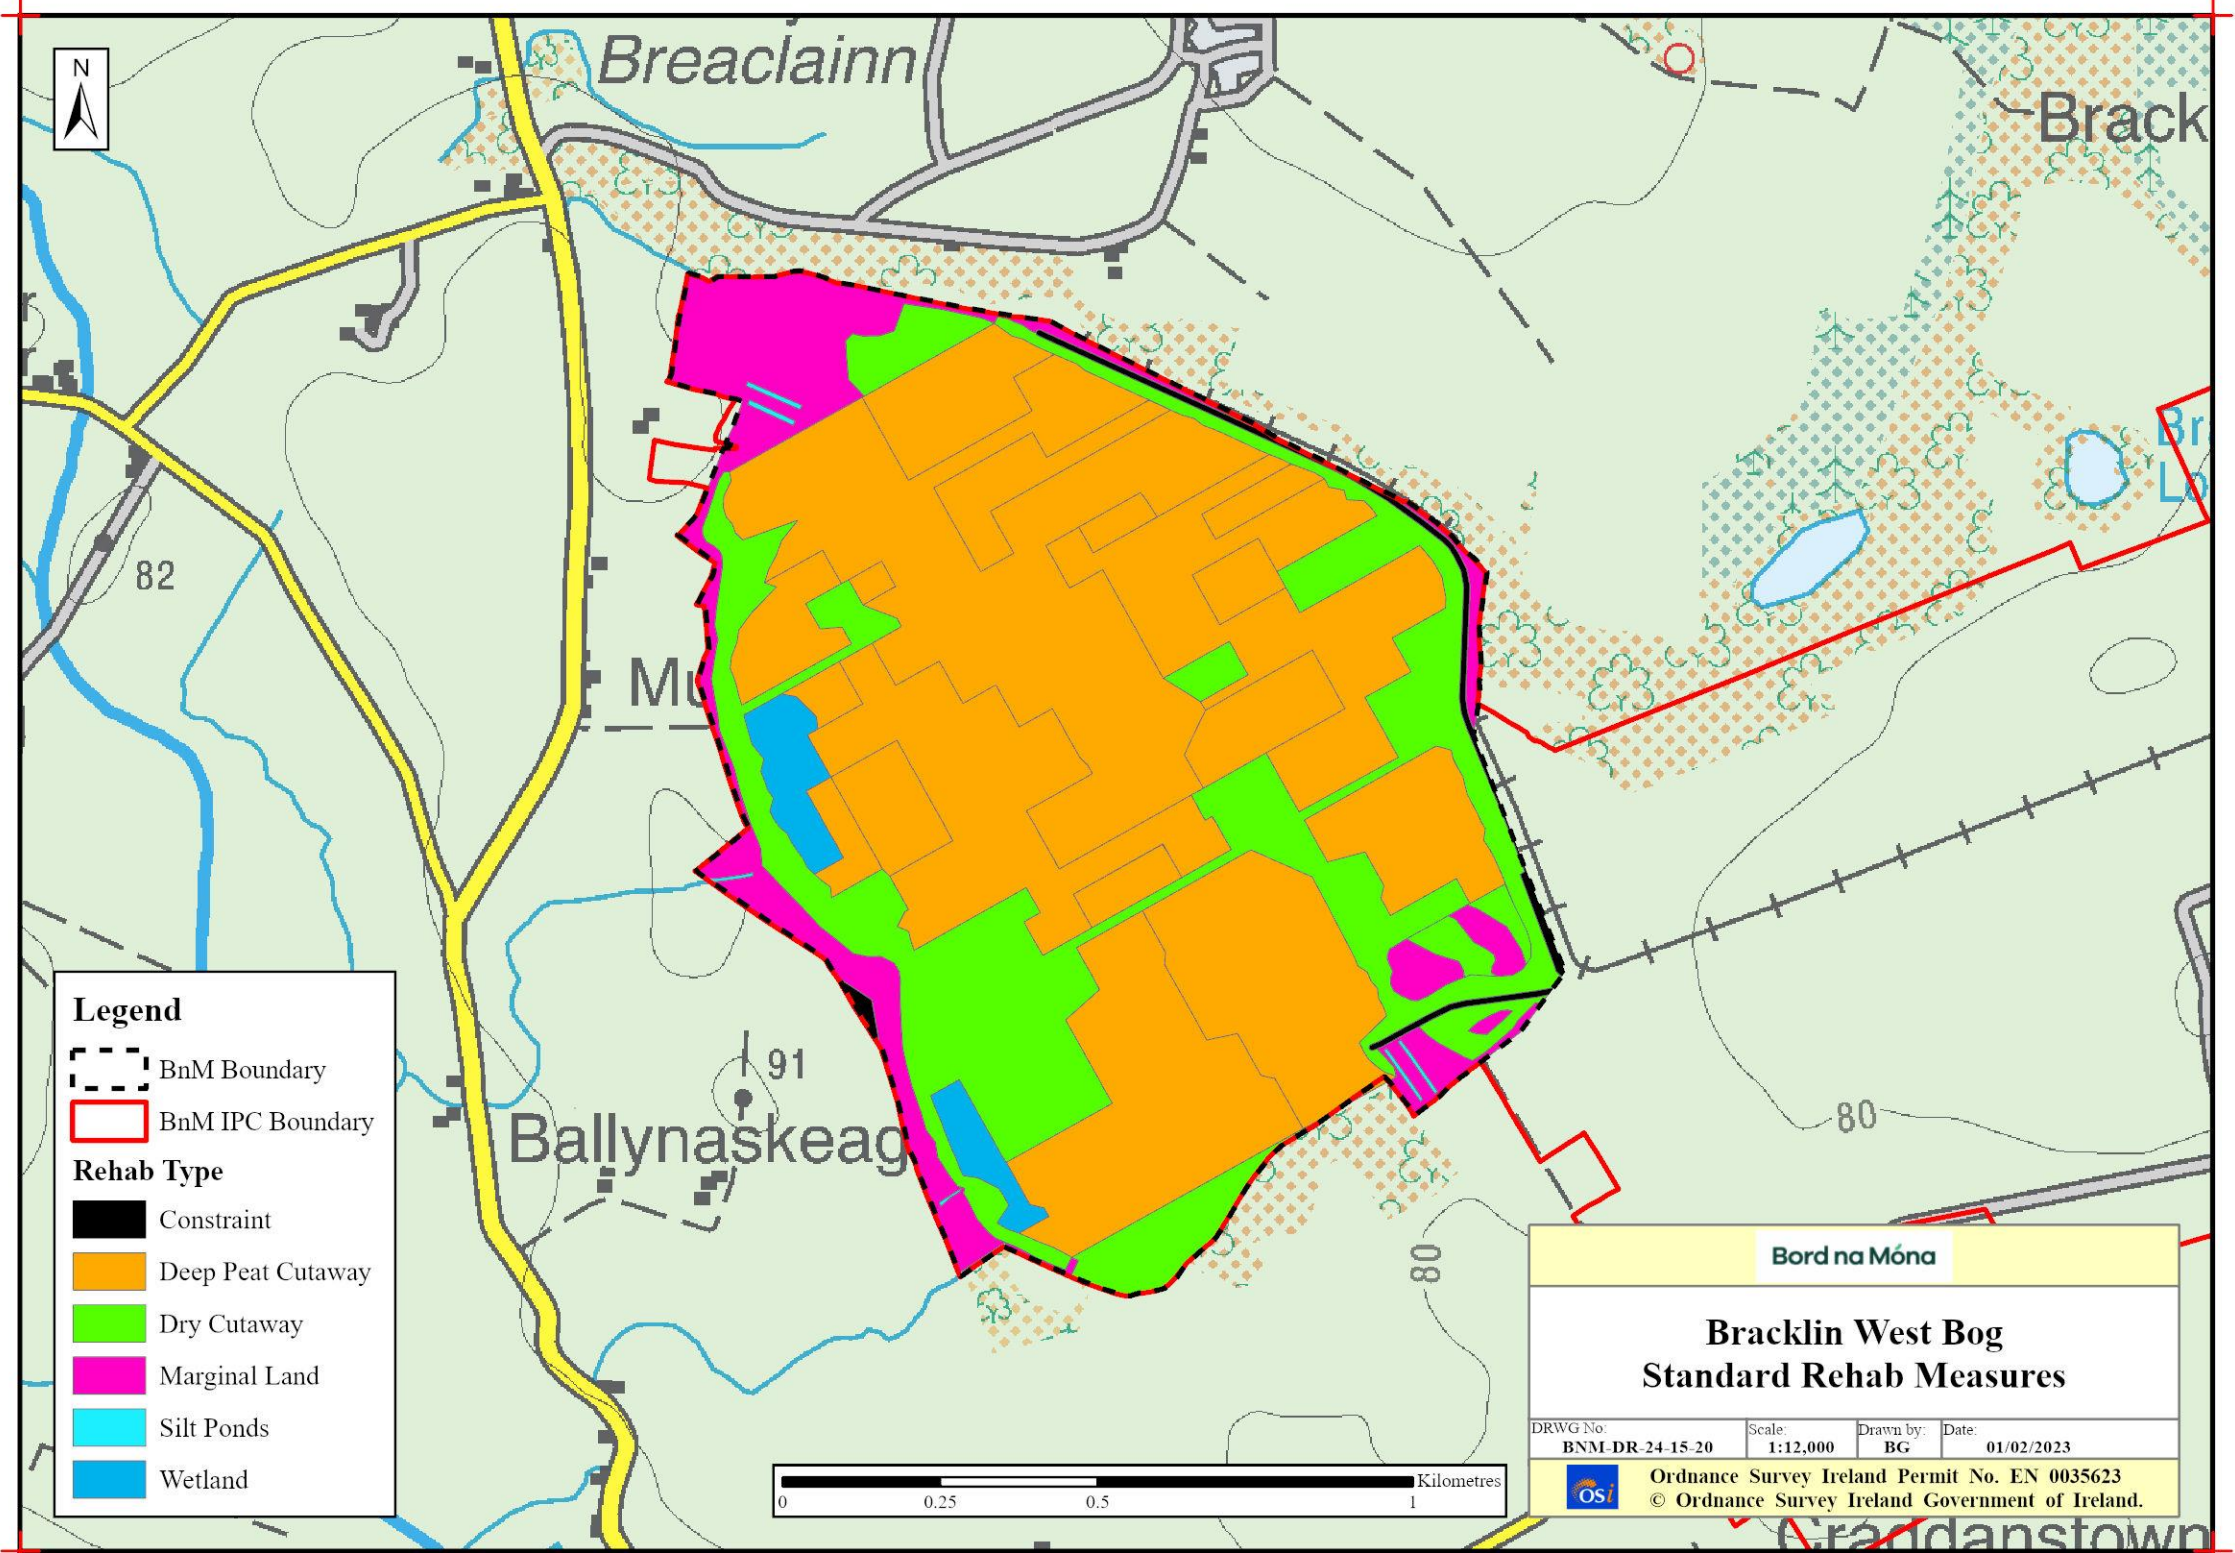 N
Breaclainn
Brack
r
r
82
Mu
Br
Lo
91
Ballynaskeag
80
80
Legend
BnM Boundary
BnM IPC Boundary
Rehab Type
Constraint
Deep Peat Cutaway
Dry Cutaway
Marginal Land
Silt Ponds
Wetland
Kilometres
0 0.25 0.5 1
Bord na Móna
Bracklin West Bog
Standard Rehab Measures
DRWG No: Scale: Drawn by: Date:
BNM-DR-24-15-20 1:12,000 BG 01/02/2023
osi
Ordnance Survey Ireland Permit No. EN 0035623
© Ordnance Survey Ireland Government of Ireland.
Craddanstown